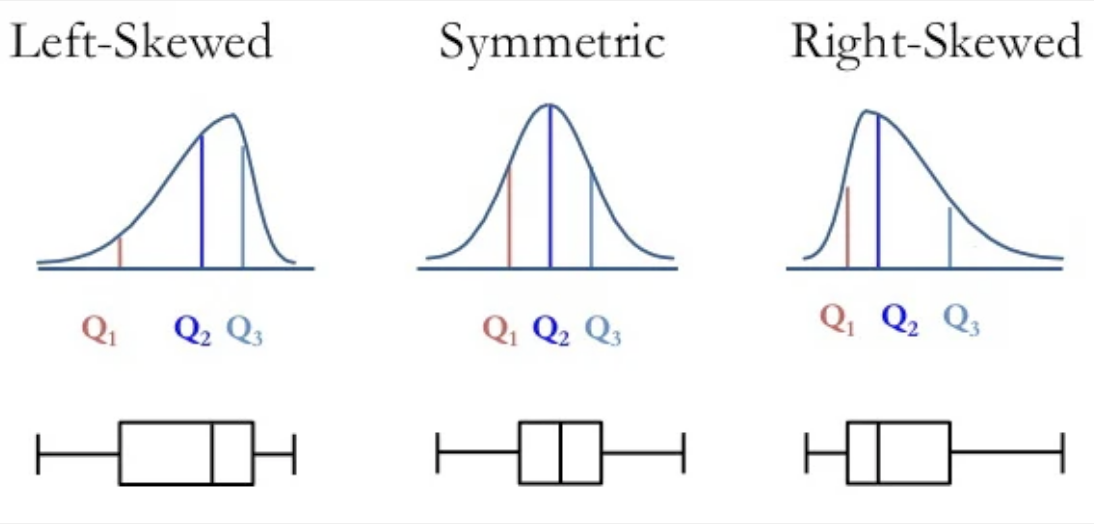 Left-Skewed Symmetric Right-Skewed
Q₁ Q₂ Q₃ Q₁ Q₂ Q₃ Q₁ Q₂ Q₃